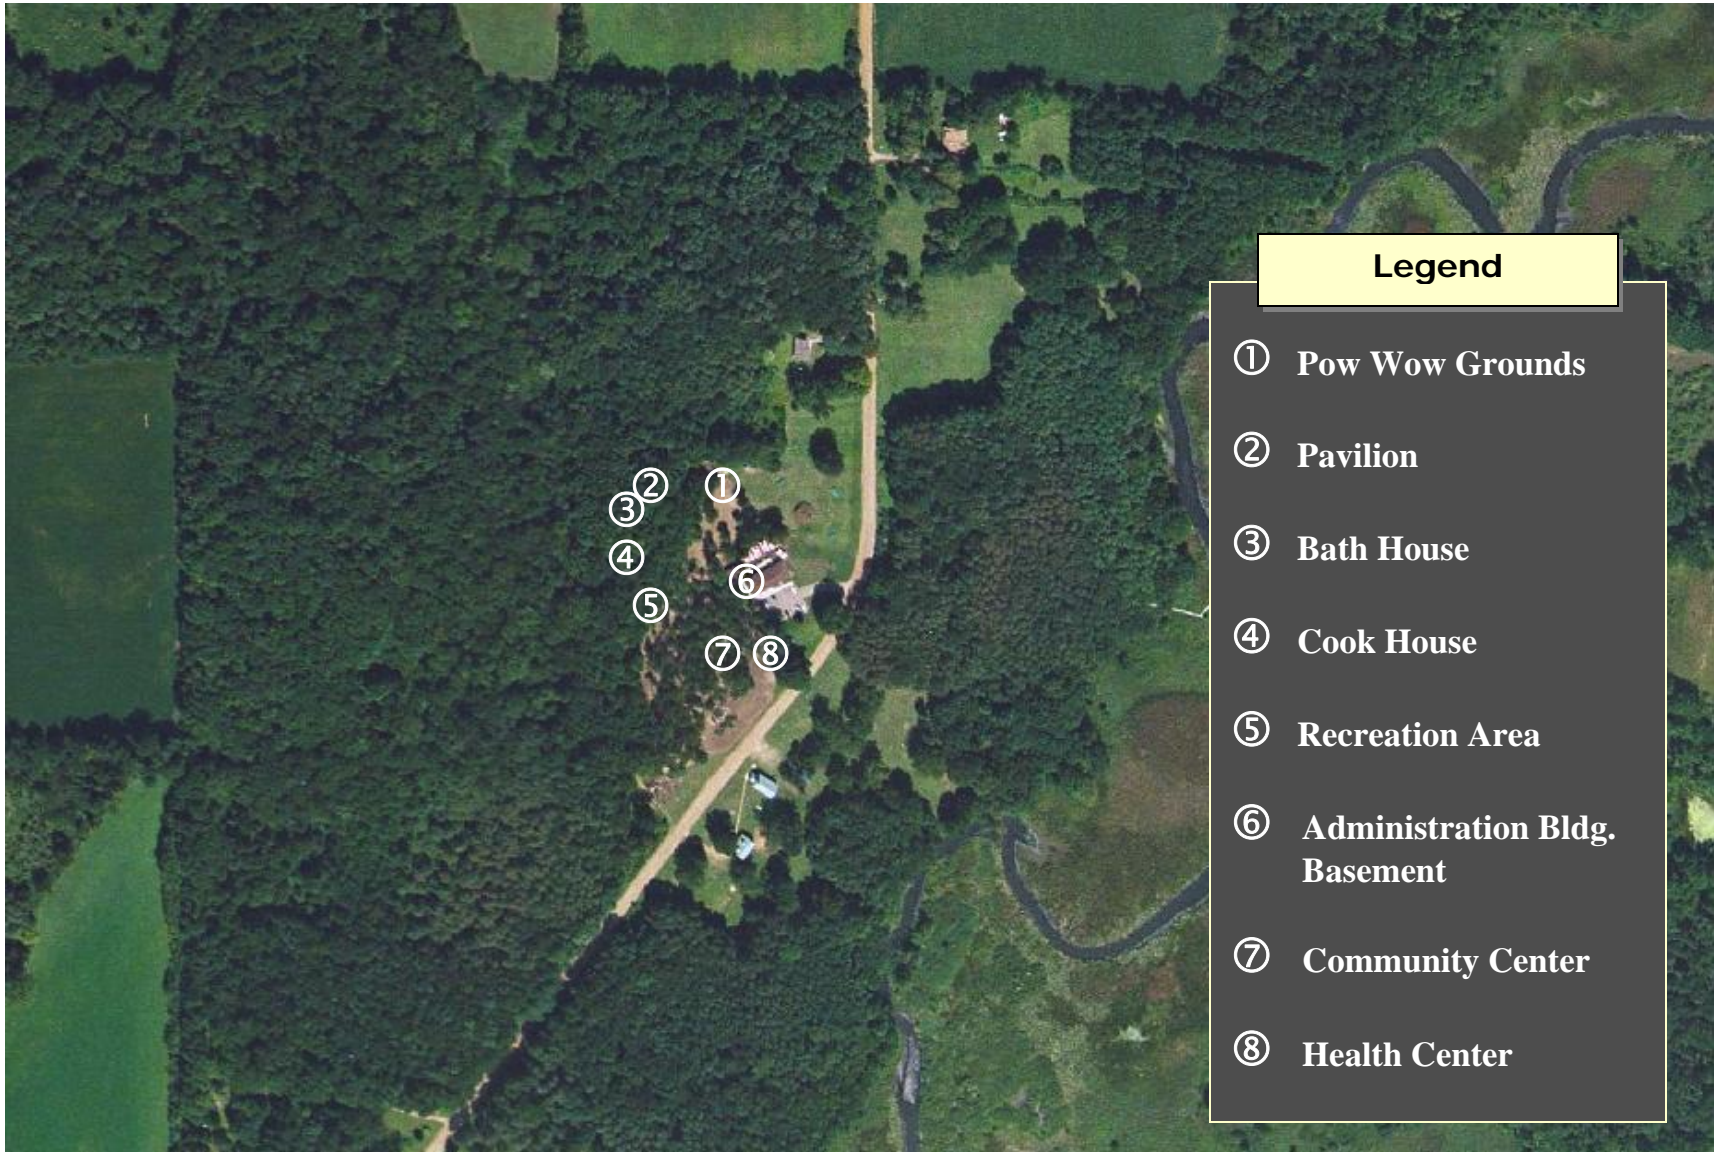 Legend
① Pow Wow Grounds
② Pavilion
③ Bath House
④ Cook House
⑤ Recreation Area
⑥ Administration Bldg.
Basement
⑦ Community Center
⑧ Health Center
②
①
③
④
⑥
⑤
⑦
⑧